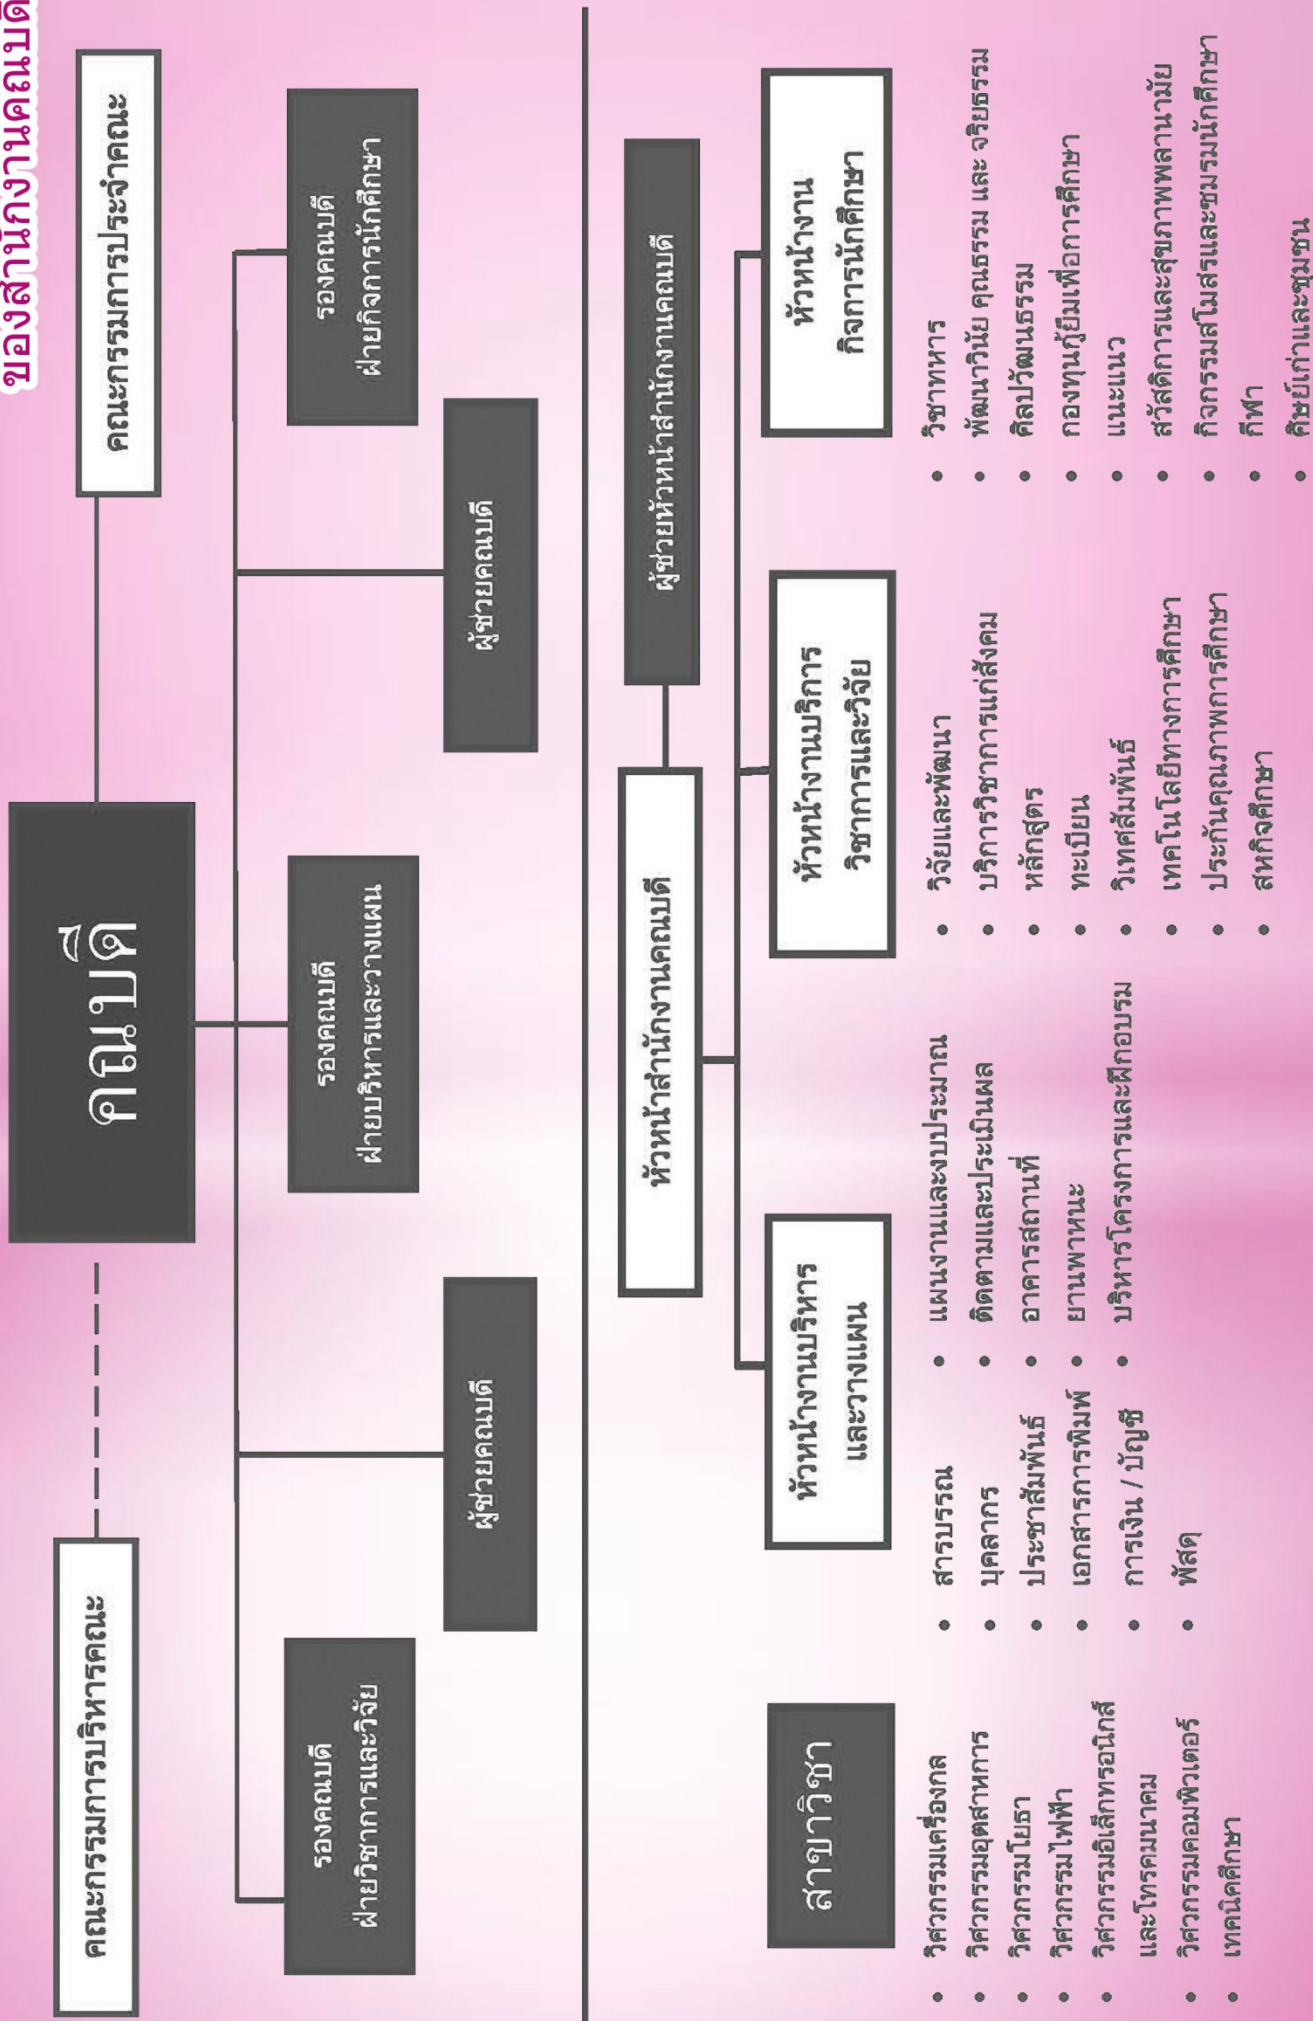 ของสำนักงานคณบดี
คณะกรรมการบริหารคณะ
คณบดี
คณะกรรมการประจำคณะ
รองคณบดี
ฝ่ายวิชาการและวิจัย
รองคณบดี
ฝ่ายบริหารและวางแผน
รองคณบดี
ฝ่ายกิจการนักศึกษา
ผู้ช่วยคณบดี
ผู้ช่วยคณบดี
หัวหน้าสำนักงานคณบดี
ผู้ช่วยหัวหน้าสำนักงานคณบดี
สาขาวิชา
• วิศวกรรมเครื่องกล
• วิศวกรรมอุตสาหการ
• วิศวกรรมโยธา
• วิศวกรรมไฟฟ้า
• วิศวกรรมอิเล็กทรอนิกส์
และโทรคมนาคม
• วิศวกรรมคอมพิวเตอร์
• เทคนิคศึกษา
หัวหน้างานบริหาร
และวางแผน
• สารบรรณ
• บุคลากร
• ประชาสัมพันธ์
• เอกสารการพิมพ์
• การเงิน / บัญชี
• พัสดุ
• แผนงานและงบประมาณ
• ติดตามและประเมินผล
• อาคารสถานที่
• ยานพาหนะ
• บริหารโครงการและฝึกอบรม
หัวหน้างานบริการ
วิชาการและวิจัย
• วิจัยและพัฒนา
• บริการวิชาการแก่สังคม
• หลักสูตร
• ทะเบียน
• วิเทศสัมพันธ์
• เทคโนโลยีทางการศึกษา
• ประกันคุณภาพการศึกษา
• สหกิจศึกษา
หัวหน้างาน
กิจการนักศึกษา
• วิชาทหาร
• พัฒนาวินัย คุณธรรม และ จริยธรรม
• ศิลปวัฒนธรรม
• กองทุนกู้ยืมเพื่อการศึกษา
• แนะแนว
• สวัสดิการและสุขภาพพลานามัย
• กิจกรรมสโมสรและชมรมนักศึกษา
• กีฬา
• ศิษย์เก่าและชุมชน